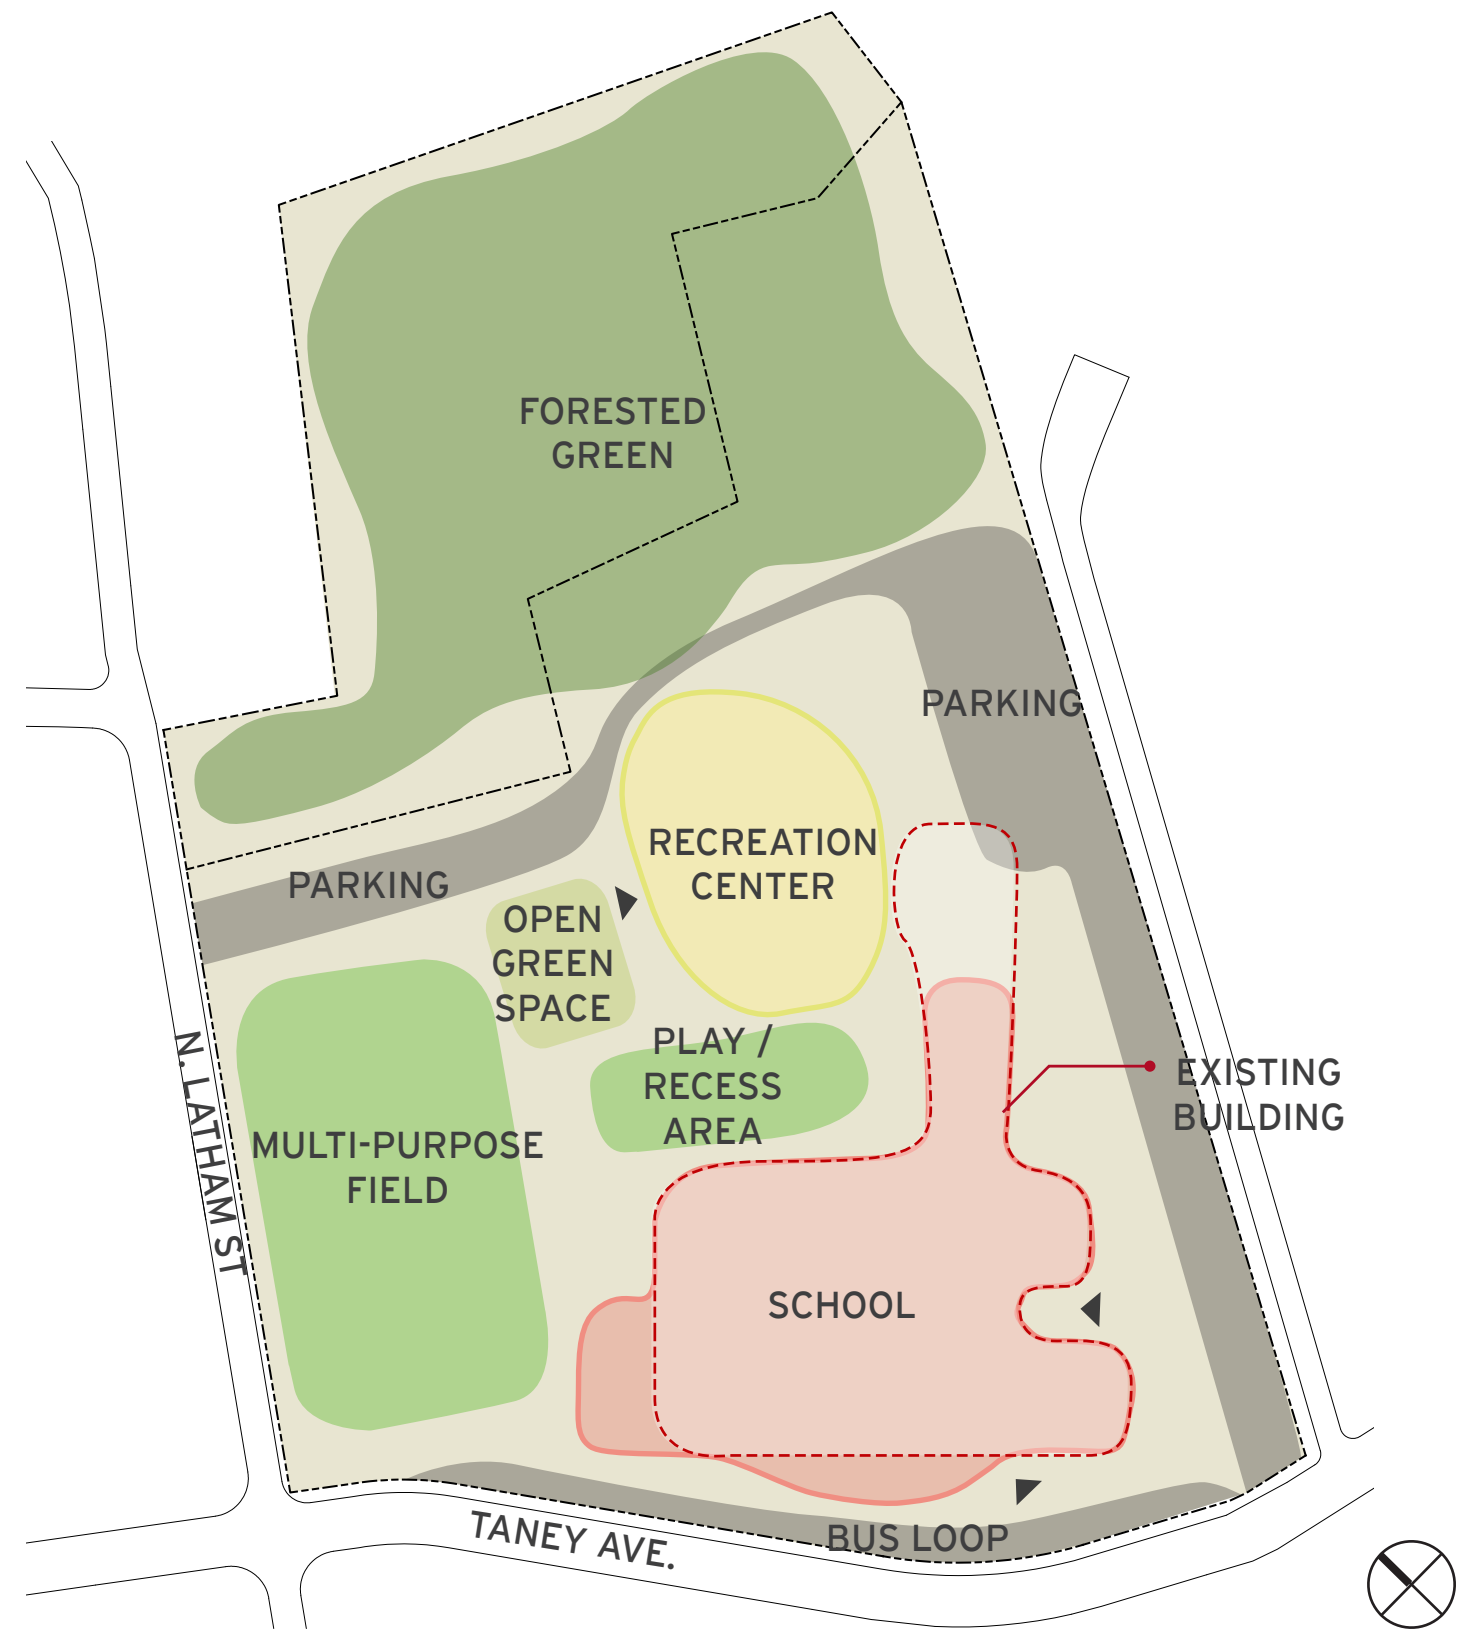 FORESTED
GREEN
PARKING
RECREATION
CENTER
PARKING
OPEN
GREEN
SPACE
PLAY /
RECESS
AREA
EXISTING
BUILDING
N. LATHAM ST
MULTI-PURPOSE
FIELD
SCHOOL
TANEY AVE.
BUS LOOP